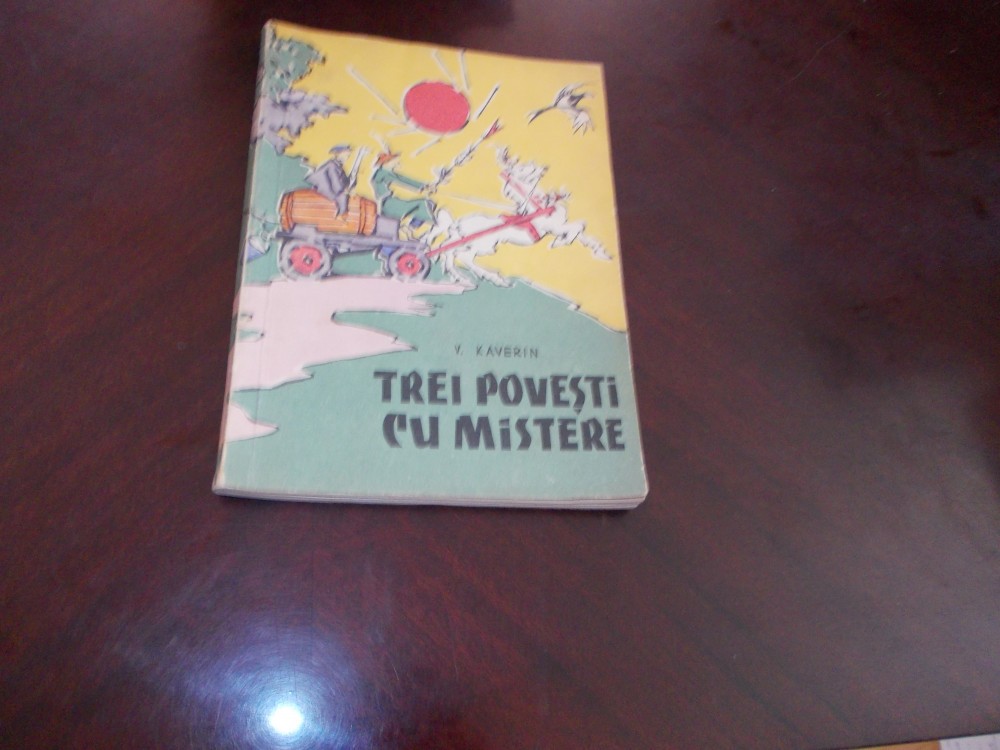 V. KAVERIN
TREI POVEȘTi
CU MiSTERE